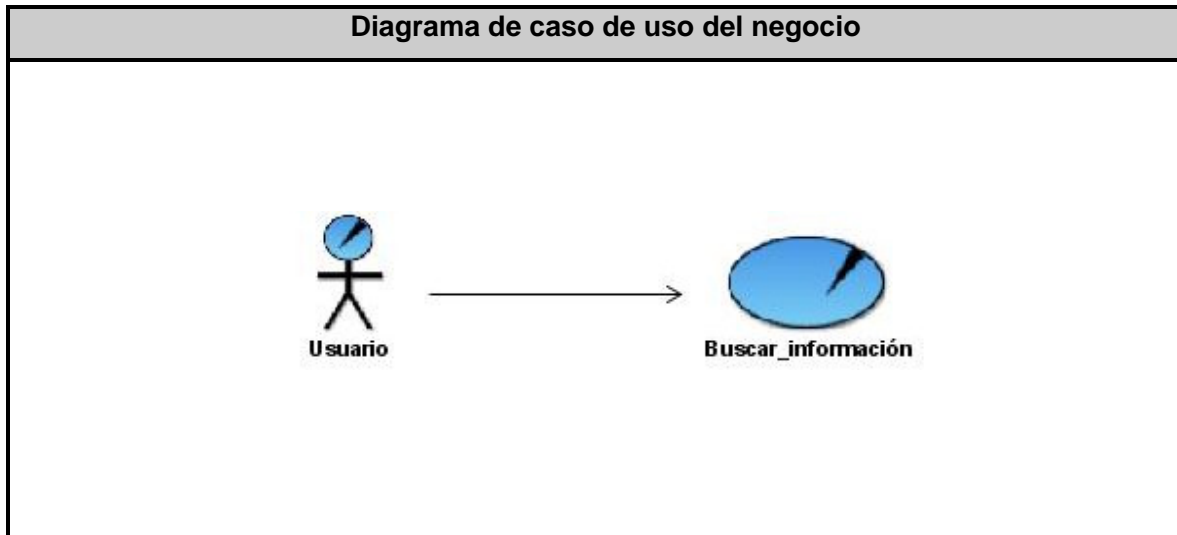 Diagrama de caso de uso del negocio
Usuario
Buscar_información